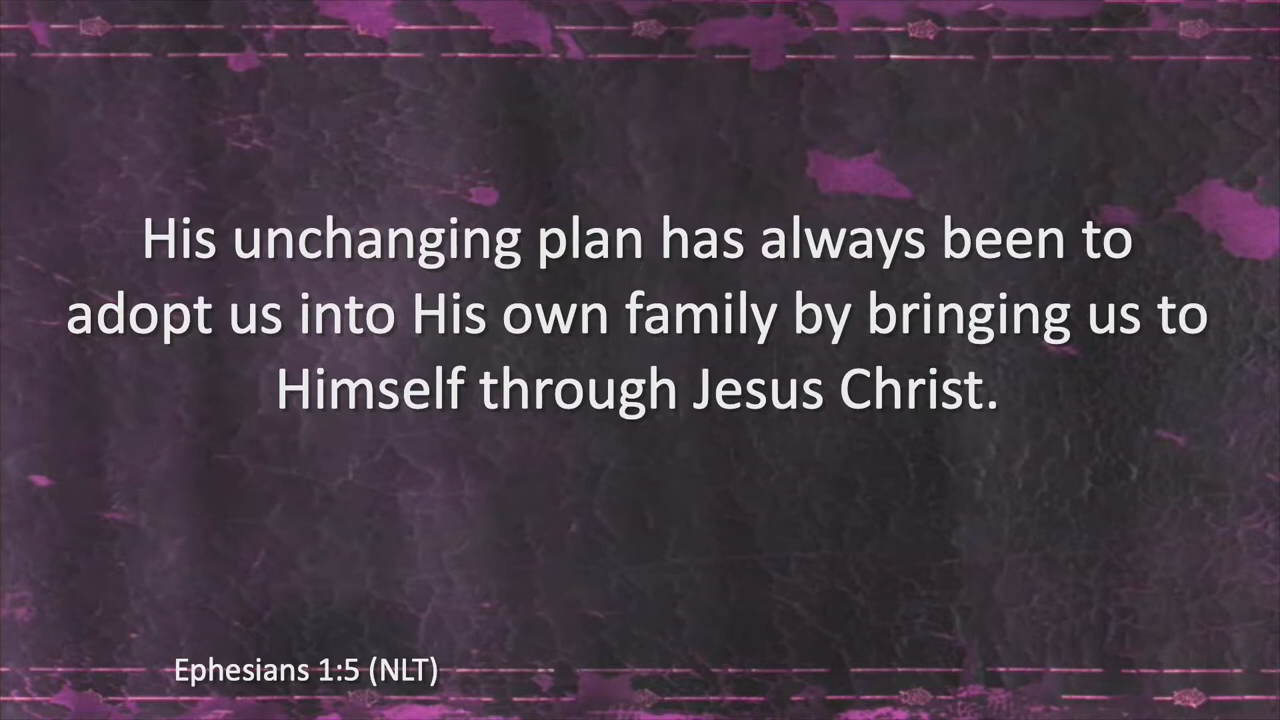 His unchanging plan has always been to
adopt us into His own family by bringing us to
Himself through Jesus Christ.
Ephesians 1:5 (NLT)